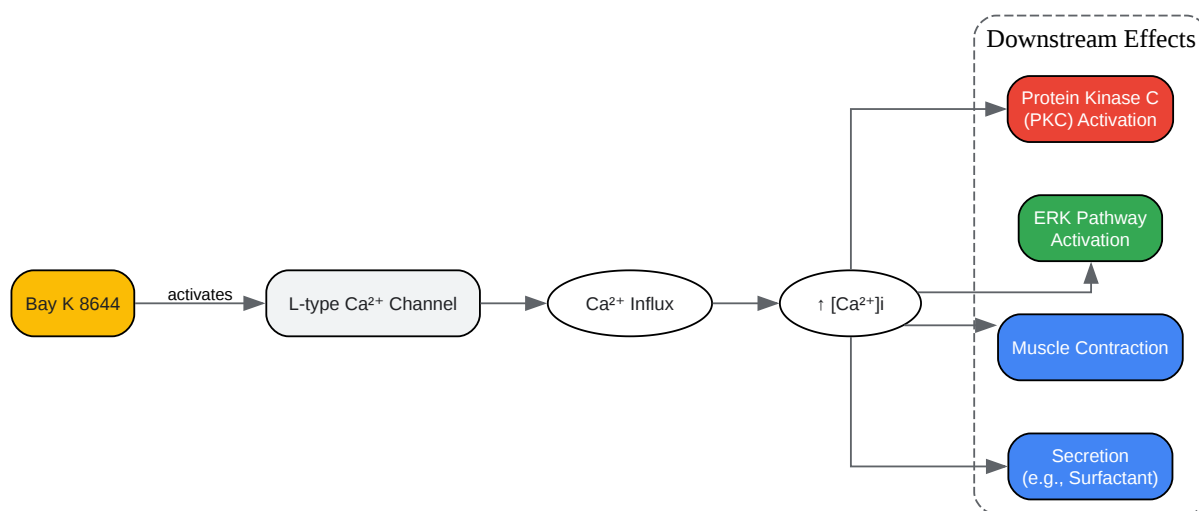 Downstream Effects
Protein Kinase C
(PKC) Activation
ERK Pathway
Activation
Bay K 8644
activates
L-type Ca²⁺ Channel
Ca²⁺ Influx
↑ [Ca²⁺]i
Muscle Contraction
Secretion
(e.g., Surfactant)